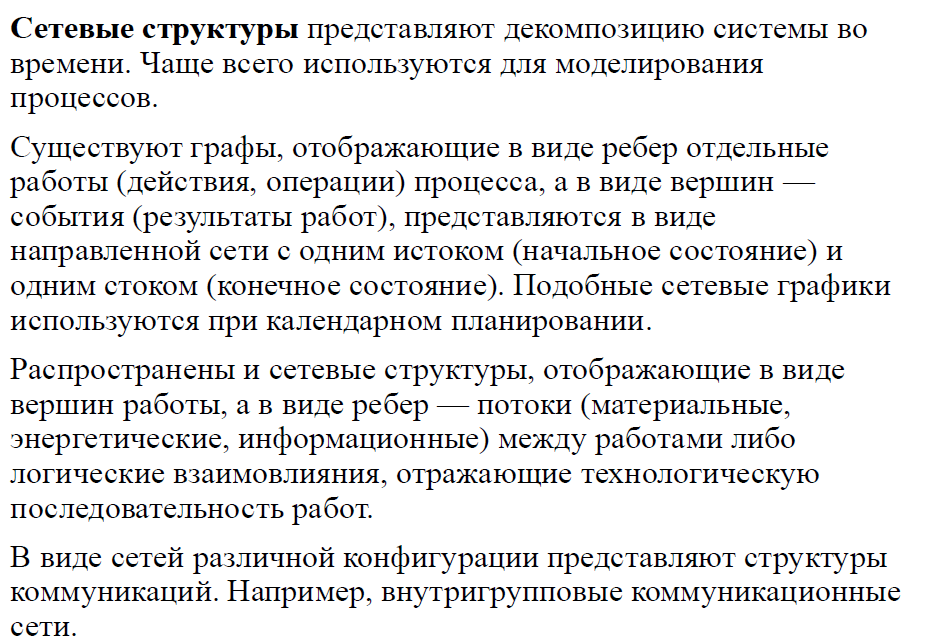 Сетевые структуры представляют декомпозицию системы во
времени. Чаще всего используются для моделирования
процессов.
Существуют графы, отображающие в виде ребер отдельные
работы (действия, операции) процесса, а в виде вершин —
события (результаты работ), представляются в виде
направленной сети с одним истоком (начальное состояние) и
одним стоком (конечное состояние). Подобные сетевые графики
используются при календарном планировании.
Распространены и сетевые структуры, отображающие в виде
вершин работы, а в виде ребер — потоки (материальные,
энергетические, информационные) между работами либо
логические взаимовлияния, отражающие технологическую
последовательность работ.
В виде сетей различной конфигурации представляют структуры
коммуникаций. Например, внутригрупповые коммуникационные
сети.